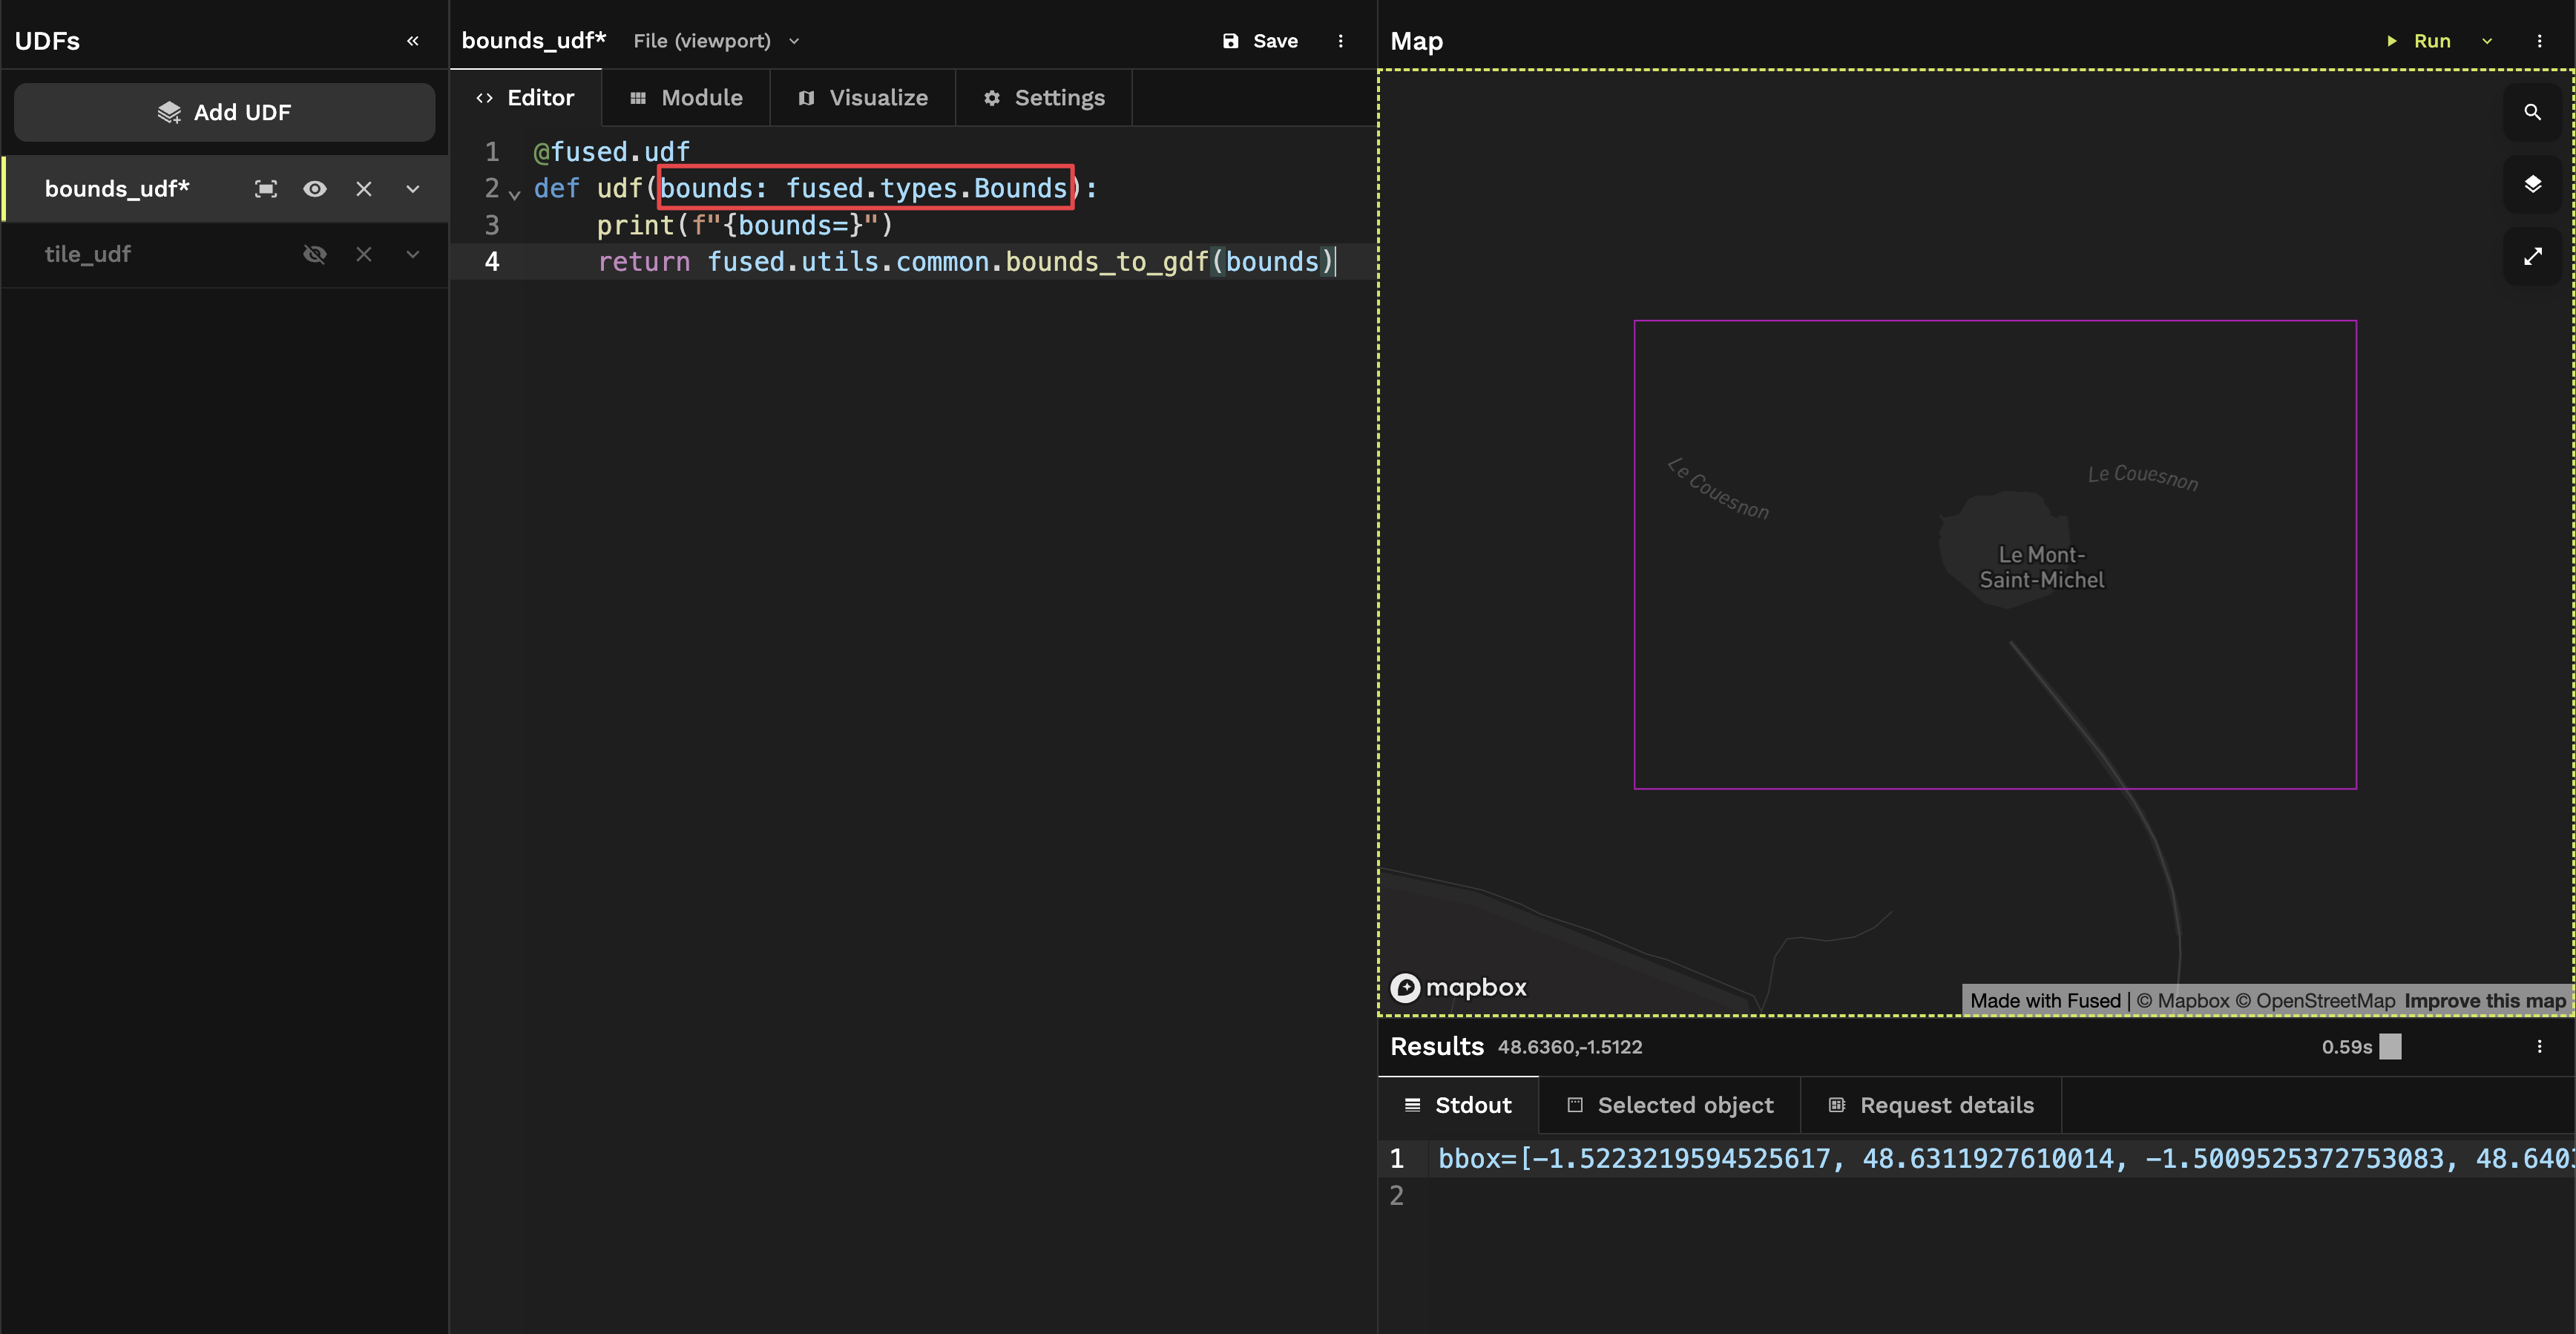 UDFs
Add UDF
bounds_udf*
tile_udf
bounds_udf* File (viewport) Save
Editor Module Visualize Settings
1 @fused.udf
2 def udf(bounds: fused.types.Bounds):
3 print(f"{bounds=}")
4 return fused.utils.common.bounds_to_gdf(bounds)
Map Run
Le Couesnon
Le Couesnon
Le Mont-
Saint-Michel
mapbox
Made with Fused | © Mapbox © OpenStreetMap Improve this map
Results 48.6360,-1.5122 0.59s
Stdout Selected object Request details
1 bbox=[-1.5223219594525617, 48.6311927610014, -1.5009525372753083, 48.640
2